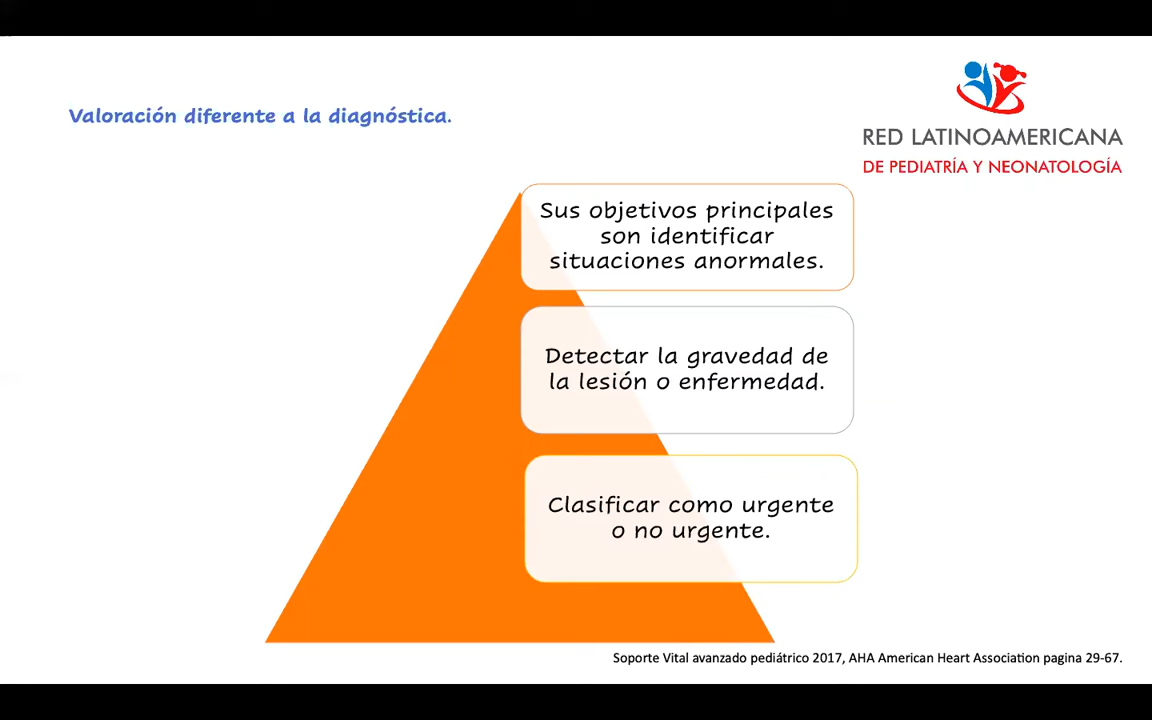 Valoración diferente a la diagnóstica.
RED LATINOAMERICANA
DE PEDIATRÍA Y NEONATOLOGÍA
Sus objetivos principales
son identificar
situaciones anormales.
Detectar la gravedad de
la lesión o enfermedad.
Clasificar como urgente
o no urgente.
Soporte Vital avanzado pediátrico 2017, AHA American Heart Association pagina 29-67.